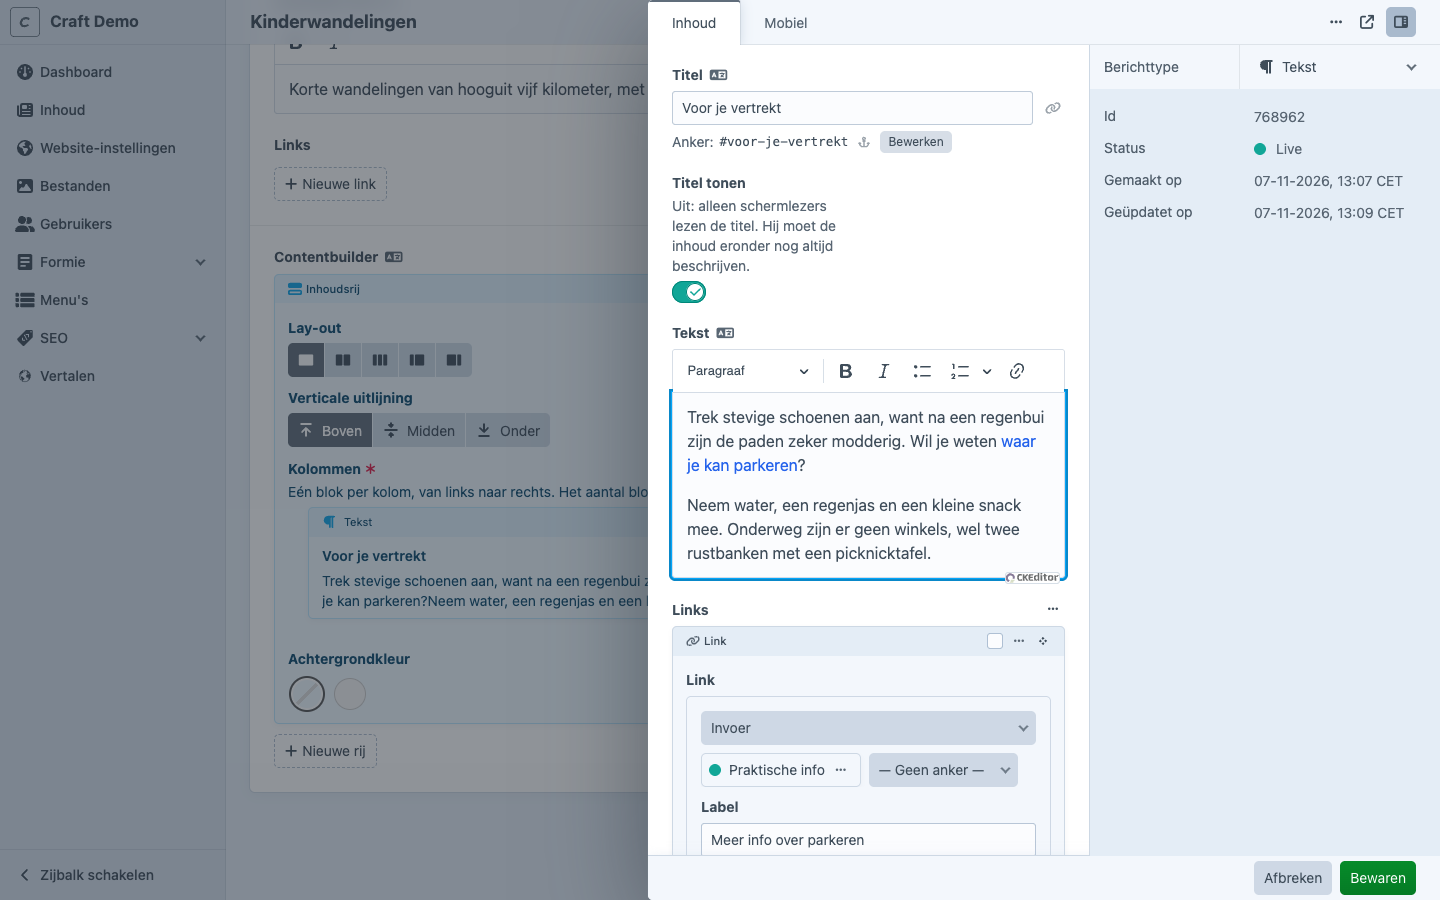 C
Craft Demo
Dashboard
Inhoud
Website-instellingen
Bestanden
Gebruikers
Formie
Menu's
SEO
Vertalen
Zijbalk schakelen
Kinderwandelingen
Korte wandelingen van hooguit vijf kilometer, met
Links
+ Nieuwe link
Contentbuilder
Inhoudsrij
Lay-out
Verticale uitlijning
Boven
Midden
Onder
Kolommen *
Eén blok per kolom, van links naar rechts. Het aantal blo
Tekst
Voor je vertrekt
Trek stevige schoenen aan, want na een regenbui z
je kan parkeren?Neem water, een regenjas en een
Achtergrondkleur
+ Nieuwe rij
Inhoud
Mobiel
Titel
Voor je vertrekt
Anker: #voor-je-vertrekt
Bewerken
Titel tonen
Uit: alleen schermlezers
lezen de titel. Hij moet de
inhoud eronder nog altijd
beschrijven.
Tekst
Paragraaf
B I
Trek stevige schoenen aan, want na een regenbui
zijn de paden zeker modderig. Wil je weten waar
je kan parkeren?
Neem water, een regenjas en een kleine snack
mee. Onderweg zijn er geen winkels, wel twee
rustbanken met een picknicktafel.
CKEditor
Links
Link
Link
Invoer
Praktische info
— Geen anker —
Label
Meer info over parkeren
Berichttype
Tekst
Id
768962
Status
Live
Gemaakt op
07-11-2026, 13:07 CET
Geüpdatet op
07-11-2026, 13:09 CET
Afbreken
Bewaren